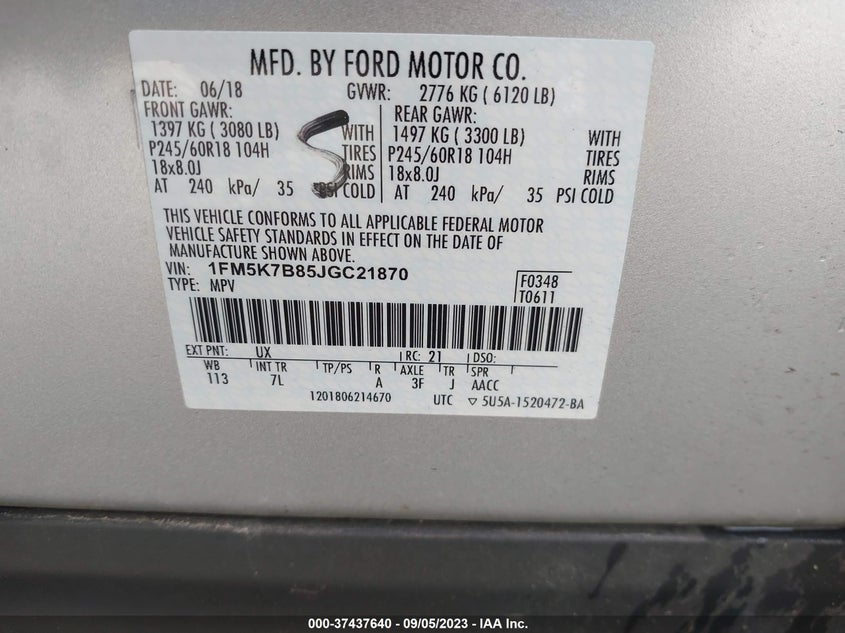 MFD. BY FORD MOTOR CO.
DATE: 06/18 GVWR: 2776 KG ( 6120 LB)
FRONT GAWR: REAR GAWR:
1397 KG ( 3080 LB) WITH 1497 KG ( 3300 LB) WITH
P245/60R18 104H TIRES P245/60R18 104H TIRES
18x8.0J RIMS 18x8.0J RIMS
AT 240 kPa/ 35 PSI COLD AT 240 kPa/ 35 PSI COLD
5
THIS VEHICLE CONFORMS TO ALL APPLICABLE FEDERAL MOTOR
VEHICLE SAFETY STANDARDS IN EFFECT ON THE DATE OF
MANUFACTURE SHOWN ABOVE.
VIN: 1FM5K7B85JGC21870
TYPE: MPV
F0348
T0611
EXT PNT: UX RC: 21 DSO:
WB INT TR TP/PS R AXLE TR SPR
113 7L A 3F J AACC
1201806214670 UTC ▽ 5U5A-1520472-BA
000-37437640 - 09/05/2023 - IAA Inc.